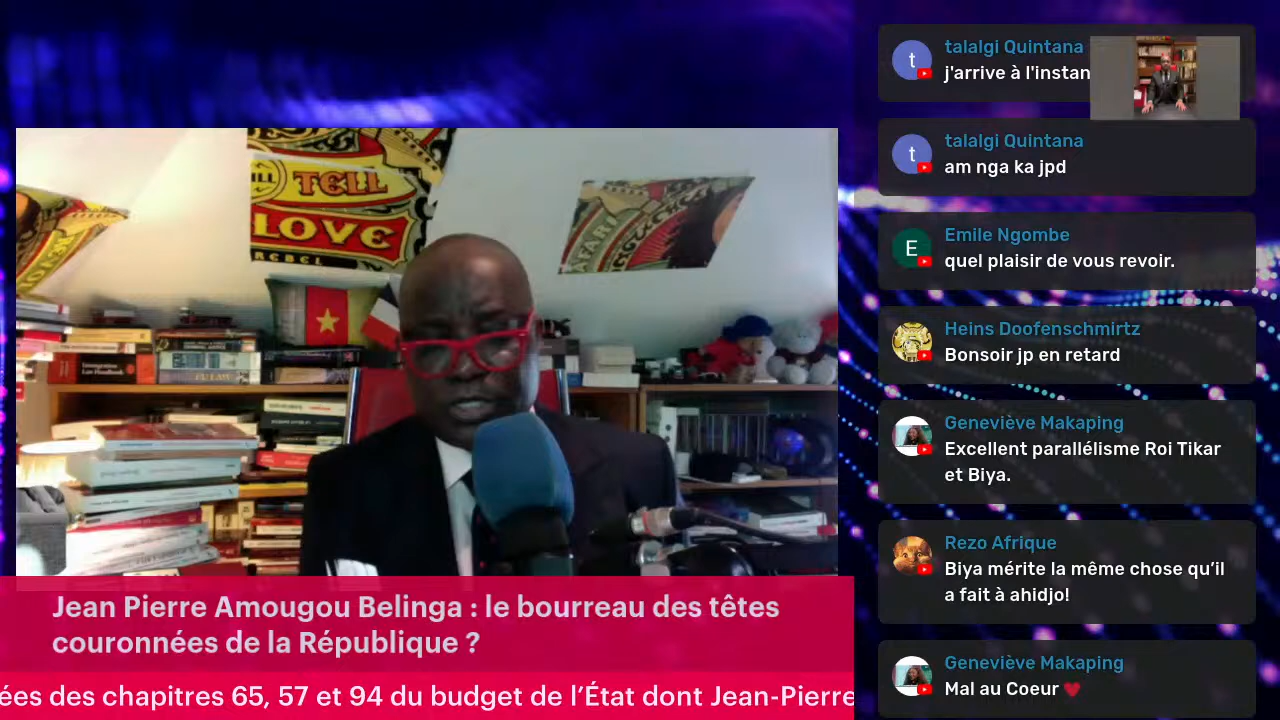 TELL
LOVE
REBEL
Jean Pierre Amougou Belinga : le bourreau des têtes
couronnées de la République ?
ées des chapitres 65, 57 et 94 du budget de l’État dont Jean-Pierre
t
talalgi Quintana
j'arrive à l'instan
t
talalgi Quintana
am nga ka jpd
E
Emile Ngombe
quel plaisir de vous revoir.
Heins Doofenschmirtz
Bonsoir jp en retard
Geneviève Makaping
Excellent parallélisme Roi Tikar
et Biya.
Rezo Afrique
Biya mérite la même chose qu’il
a fait à ahidjo!
Geneviève Makaping
Mal au Coeur ♥